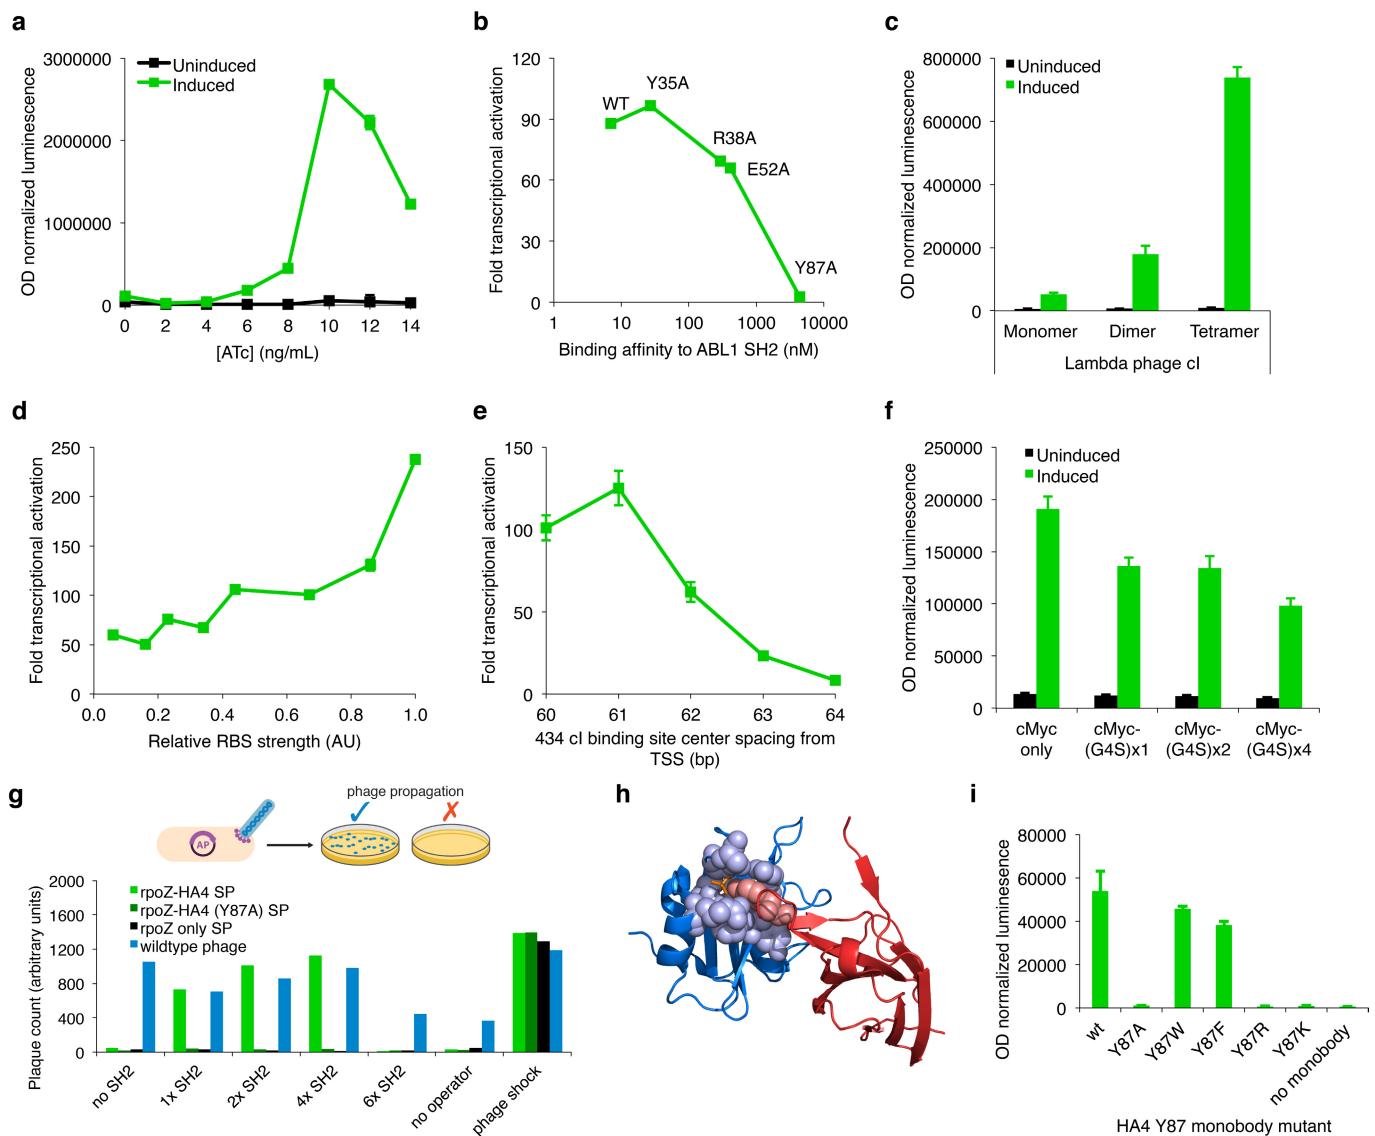 a
OD normalized luminescence
3000000
2000000
1000000
0
Uninduced
Induced
0 2 4 6 8 10 12 14
[ATc] (ng/mL)
b
Fold transcriptional activation
120
90
60
30
0
WT
Y35A
R38A
E52A
Y87A
1 10 100 1000 10000
Binding affinity to ABL1 SH2 (nM)
c
OD normalized luminescence
800000
600000
400000
200000
0
Uninduced
Induced
Monomer Dimer Tetramer
Lambda phage cI
d
Fold transcriptional activation
250
200
150
100
50
0
0.0 0.2 0.4 0.6 0.8 1.0
Relative RBS strength (AU)
e
Fold transcriptional activation
150
100
50
0
60 61 62 63 64
434 cI binding site center spacing from
TSS (bp)
f
OD normalized luminescence
250000
200000
150000
100000
50000
0
Uninduced
Induced
cMyc only
cMyc-(G4S)x1
cMyc-(G4S)x2
cMyc-(G4S)x4
g
phage propagation
AP
Plaque count (arbitrary units)
2000
1600
1200
800
400
0
rpoZ-HA4 SP
rpoZ-HA4 (Y87A) SP
rpoZ only SP
wildtype phage
no SH2
1x SH2
2x SH2
4x SH2
6x SH2
no operator
phage shock
h
i
OD normalized luminesence
80000
60000
40000
20000
0
wt
Y87A
Y87W
Y87F
Y87R
Y87K
no monobody
HA4 Y87 monobody mutant